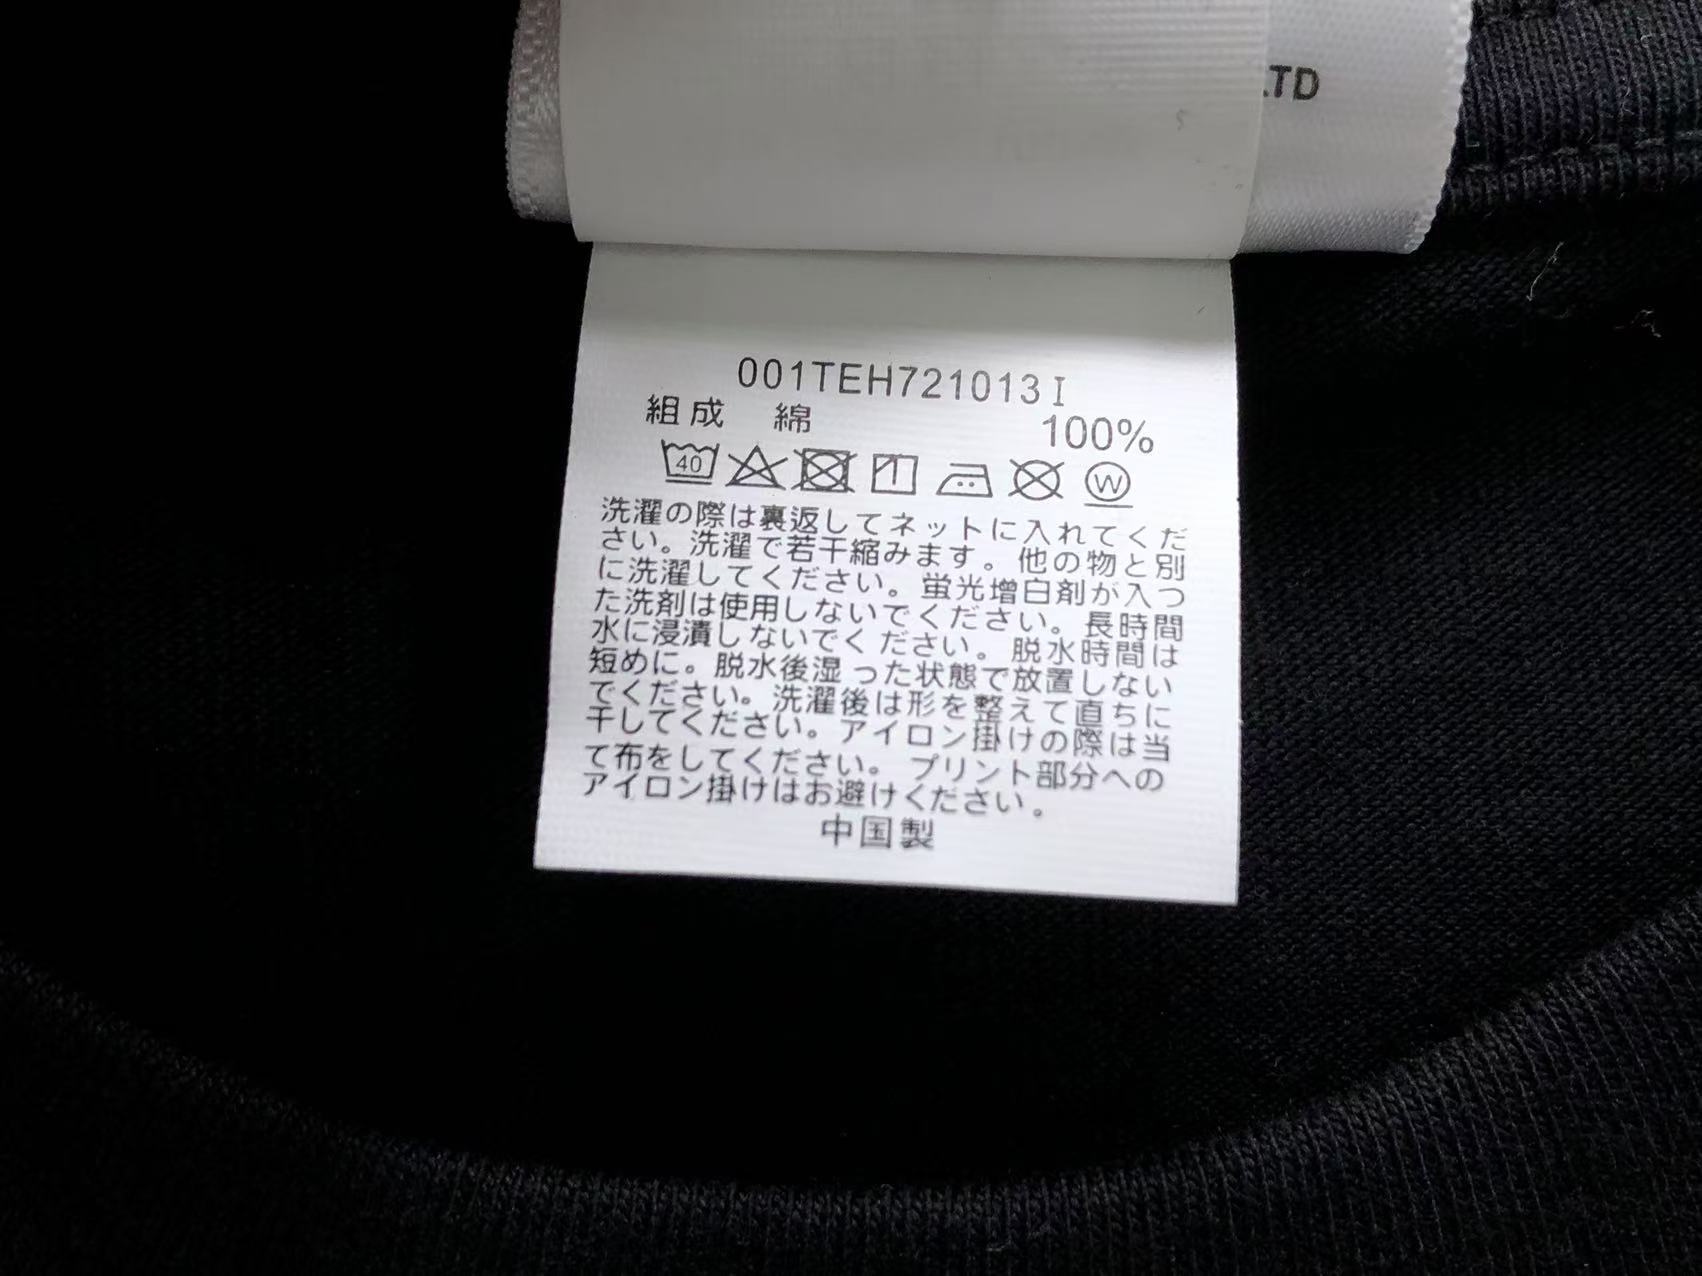 LTD
001TEH721013I
組成 綿 100%
40
W
洗濯の際は裏返してネットに入れてくだ
さい。洗濯で若干縮みます。他の物と別
に洗濯してください。蛍光増白剤が入つ
た洗剤は使用しないでください。長時間
水に浸漬しないでください。脱水時間は
短めに。脱水後湿った状態で放置しない
でください。洗濯後は形を整えて直ちに
干してください。アイロン掛けの際は当
て布をしてください。プリント部分への
アイロン掛けはお避けください。
中国製